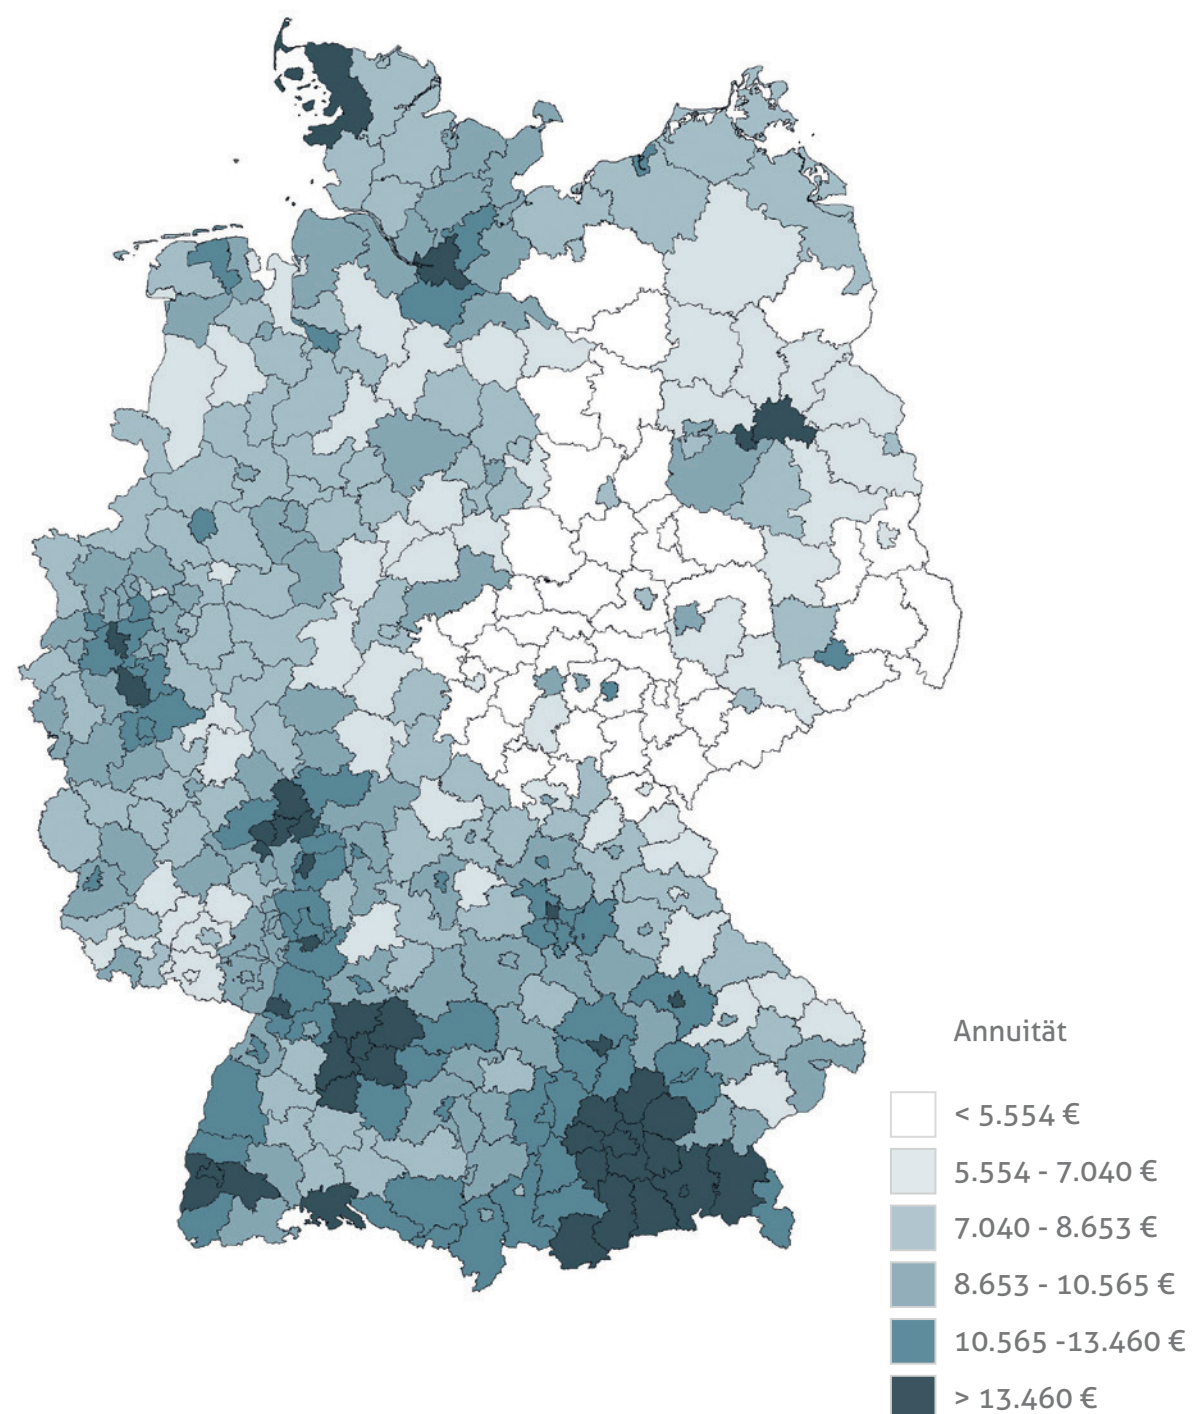 Annuität
< 5.554 €
5.554 - 7.040 €
7.040 - 8.653 €
8.653 - 10.565 €
10.565 -13.460 €
> 13.460 €